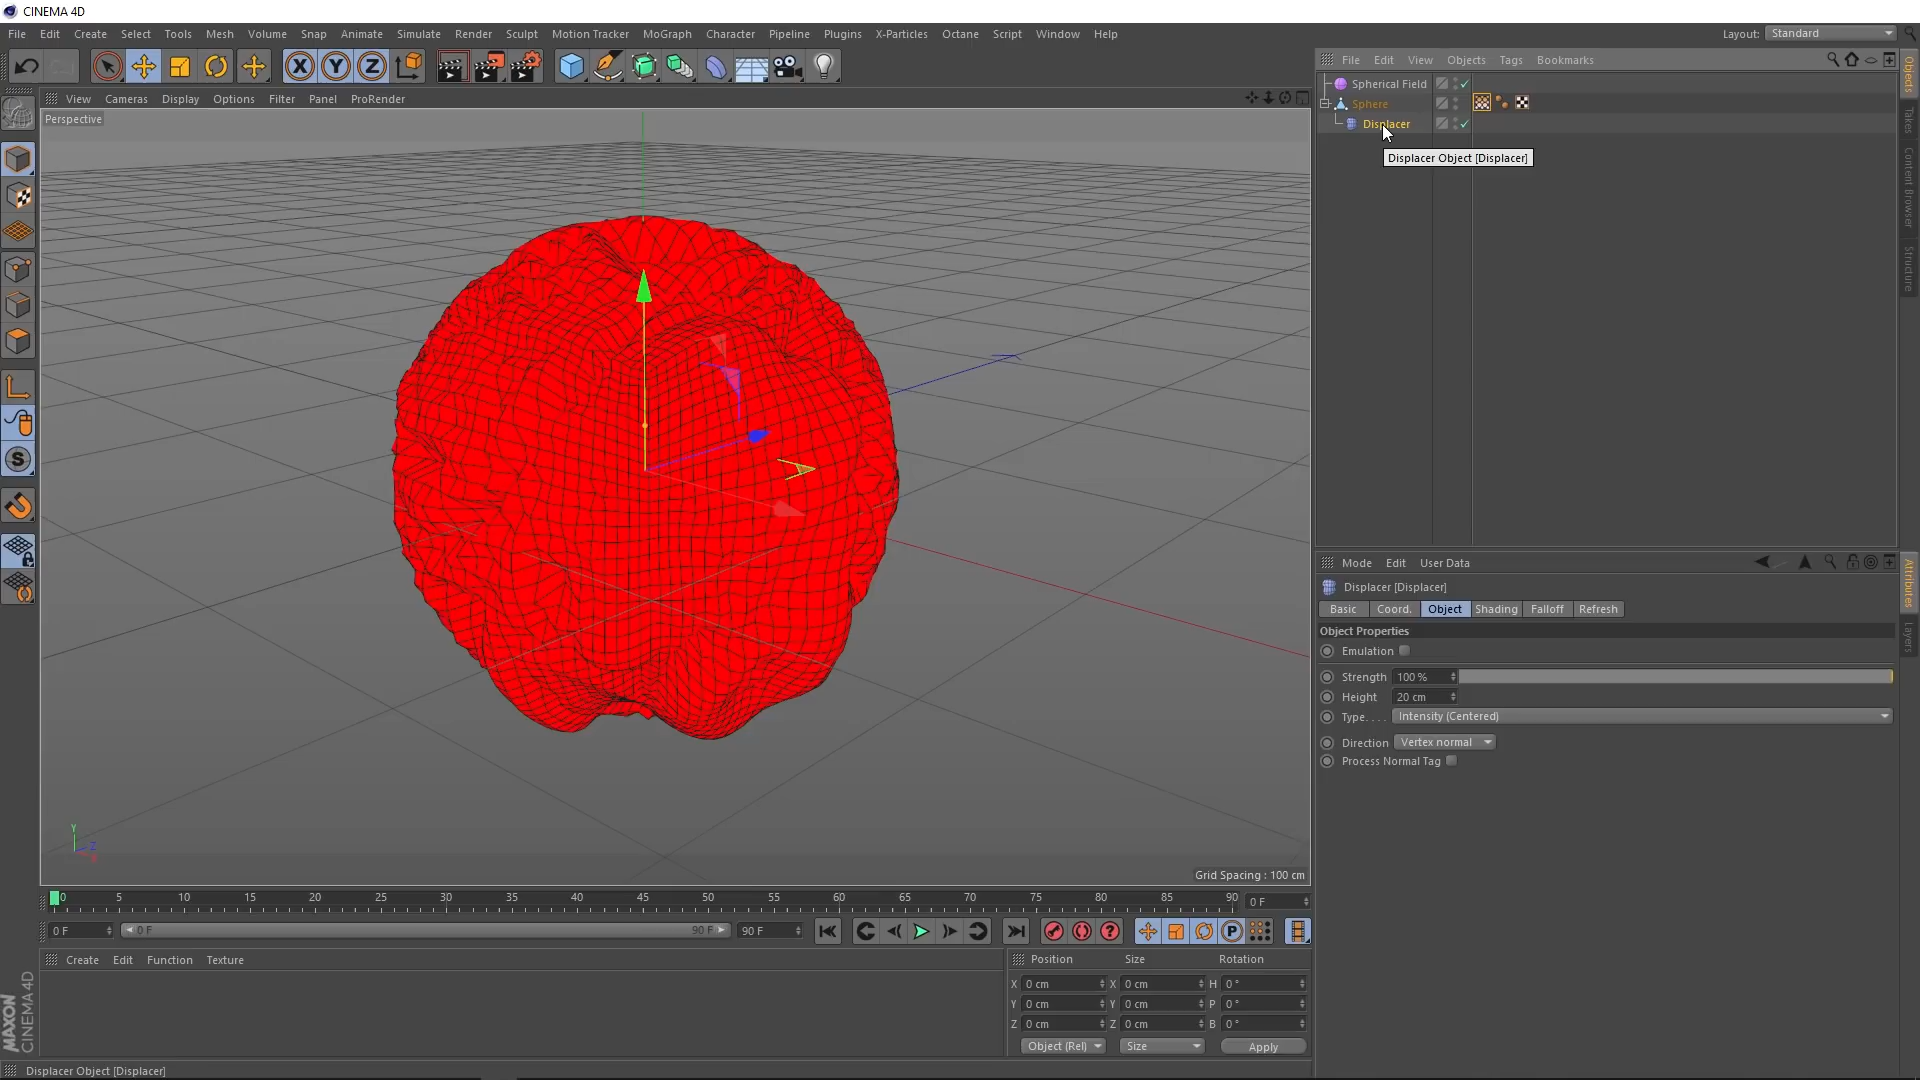 CINEMA 4D
File Edit Create Select Tools Mesh Volume Snap Animate Simulate Render Sculpt Motion Tracker MoGraph Character Pipeline Plugins X-Particles Octane Script Window Help
Layout: Standard
View Cameras Display Options Filter Panel ProRender
Perspective
File Edit View Objects Tags Bookmarks
Spherical Field
Sphere
Displacer
Displacer Object [Displacer]
Objects
Takes
Content Browser
Structure
Mode Edit User Data
Displacer [Displacer]
Basic Coord. Object Shading Falloff Refresh
Object Properties
Emulation
Strength 100 %
Height 20 cm
Type. . . . Intensity (Centered)
Direction Vertex normal
Process Normal Tag
Attributes
Layers
Y
Z
X
Grid Spacing : 100 cm
0 5 10 15 20 25 30 35 40 45 50 55 60 65 70 75 80 85 90 0 F
0 F 0 F 90 F 90 F
Create Edit Function Texture
Position Size Rotation
X 0 cm X 0 cm H 0 °
Y 0 cm Y 0 cm P 0 °
Z 0 cm Z 0 cm B 0 °
Object (Rel) Size Apply
MAXON
CINEMA 4D
Displacer Object [Displacer]